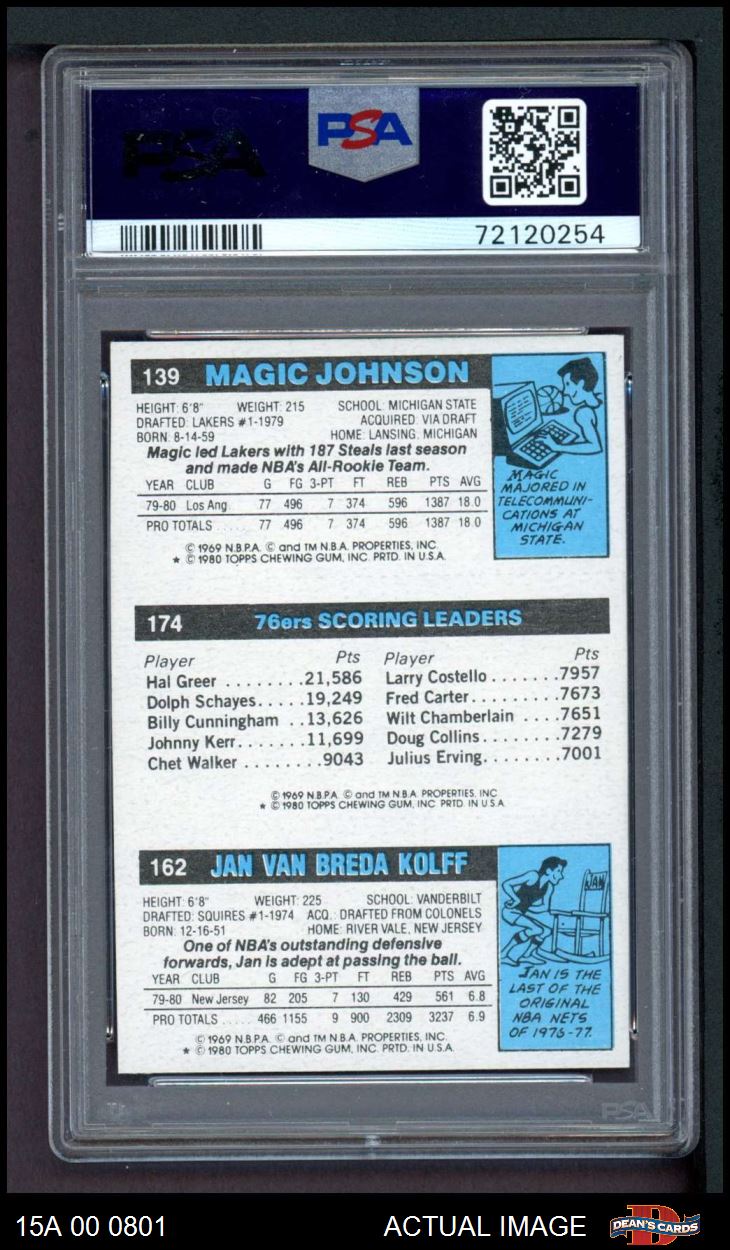 PSA
PSA
72120254
139 MAGIC JOHNSON
HEIGHT: 6'8" WEIGHT: 215 SCHOOL: MICHIGAN STATE
DRAFTED: LAKERS #1-1979 ACQUIRED: VIA DRAFT
BORN: 8-14-59 HOME: LANSING, MICHIGAN
Magic led Lakers with 187 Steals last season
and made NBA's All-Rookie Team.
YEAR CLUB G FG 3-PT FT REB PTS AVG
79-80 Los Ang 77 496 7 374 596 1387 18.0
PRO TOTALS ..... 77 496 7 374 596 1387 18.0
© 1969 N.B.P.A. © and TM N.B.A. PROPERTIES, INC.
★ © 1980 TOPPS CHEWING GUM, INC. PRTD. IN U.S.A.
MAGIC
MAJORED IN
TELECOMMUNI-
CATIONS AT
MICHIGAN
STATE.
174 76ers SCORING LEADERS
Player Pts Player Pts
Hal Greer ........21,586 Larry Costello.......7957
Dolph Schayes.....19,249 Fred Carter........7673
Billy Cunningham ..13,626 Wilt Chamberlain ....7651
Johnny Kerr.......11,699 Doug Collins........7279
Chet Walker ........9043 Julius Erving........7001
© 1969 N.B.P.A. © and TM N.B.A. PROPERTIES, INC
★ © 1980 TOPPS CHEWING GUM, INC PRTD IN U.S.A.
162 JAN VAN BREDA KOLFF
HEIGHT: 6'8" WEIGHT: 225 SCHOOL: VANDERBILT
DRAFTED: SQUIRES #1-1974 ACQ.: DRAFTED FROM COLONELS
BORN: 12-16-51 HOME: RIVER VALE, NEW JERSEY
One of NBA's outstanding defensive
forwards, Jan is adept at passing the ball.
YEAR CLUB G FG 3-PT FT REB PTS AVG
79-80 New Jersey 82 205 7 130 429 561 6.8
PRO TOTALS ..... 466 1155 9 900 2309 3237 6.9
© 1969 N.B.P.A. © and TM N.B.A. PROPERTIES, INC.
★ © 1980 TOPPS CHEWING GUM, INC. PRTD. IN U.S.A.
JAN
JAN IS THE
LAST OF THE
ORIGINAL
NBA NETS
OF 1976-77.
PSA
15A 00 0801 ACTUAL IMAGE DEAN'S CARDS